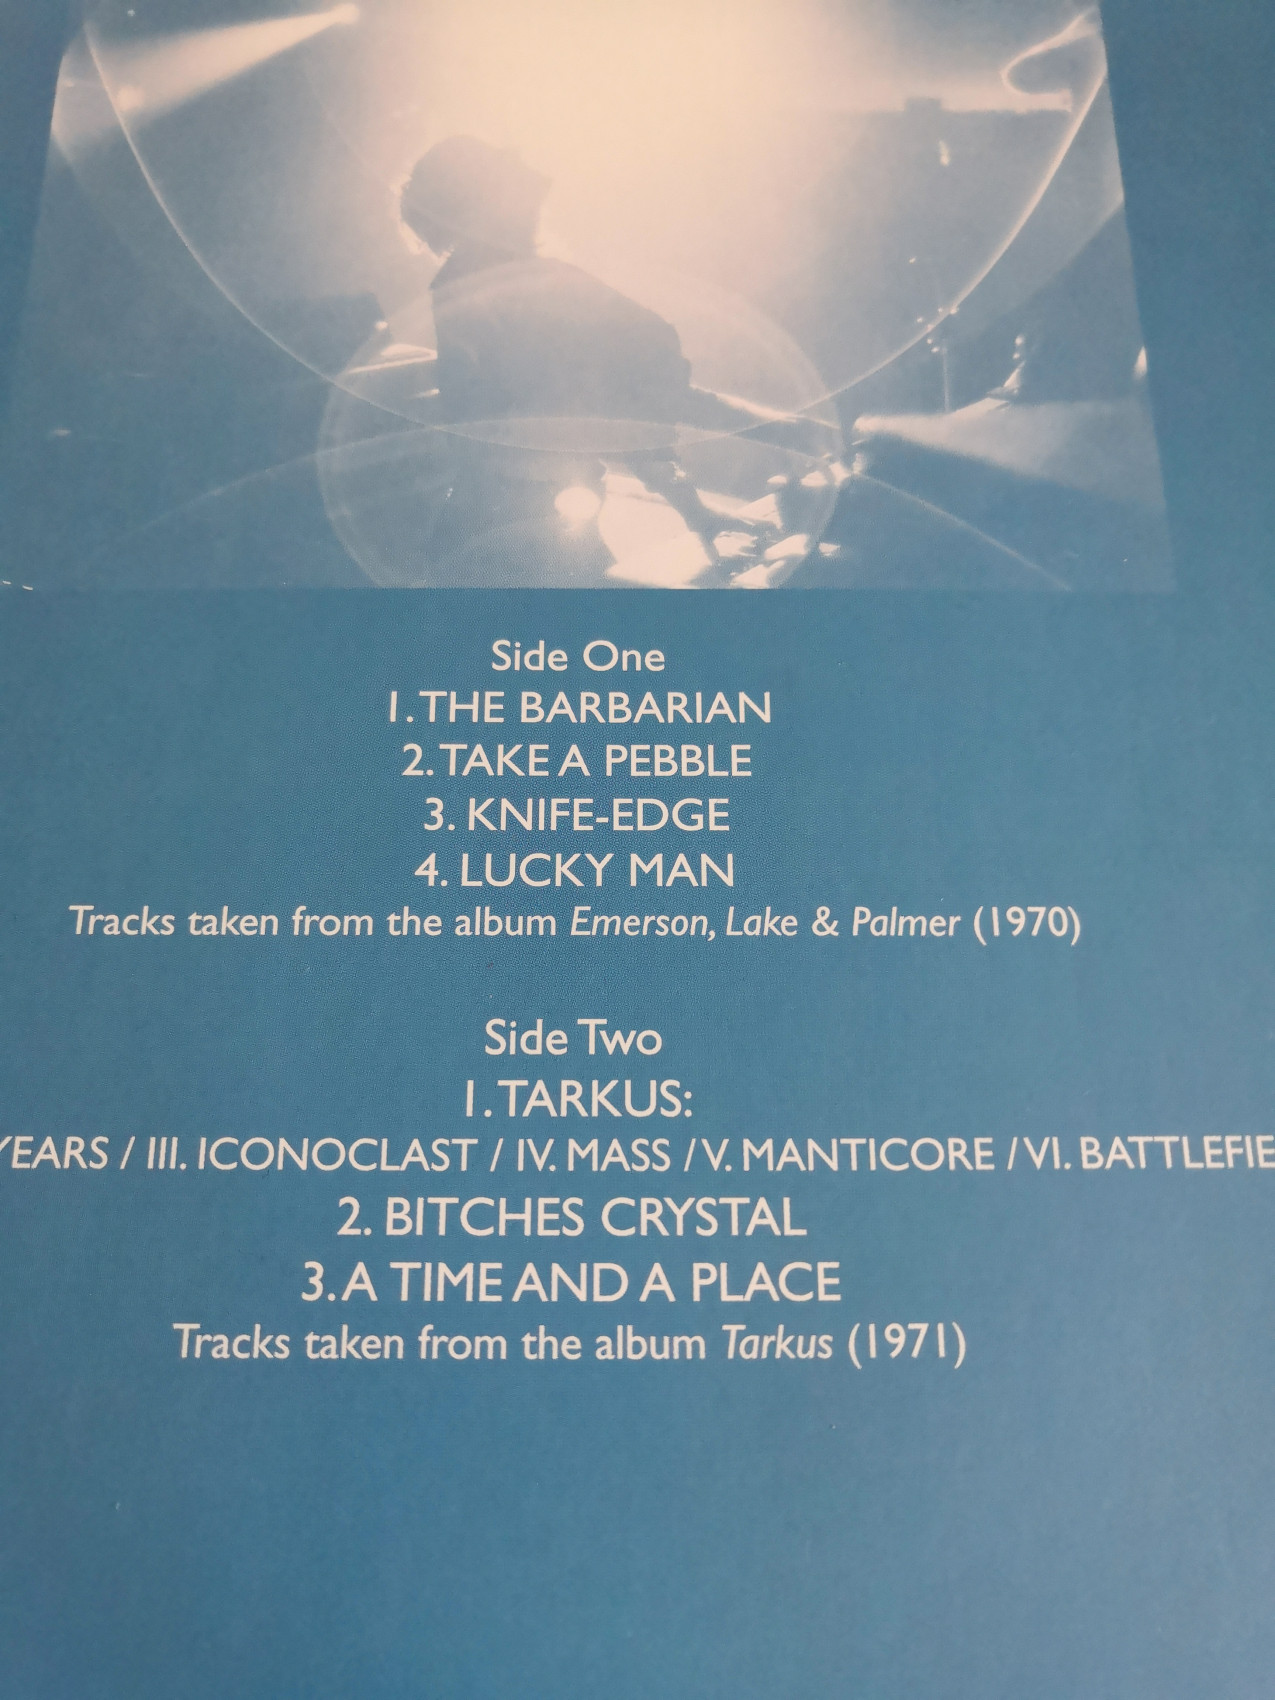 Side One
1. THE BARBARIAN
2. TAKE A PEBBLE
3. KNIFE-EDGE
4. LUCKY MAN
Tracks taken from the album Emerson, Lake & Palmer (1970)
Side Two
1. TARKUS:
YEARS / III. ICONOCLAST / IV. MASS / V. MANTICORE / VI. BATTLEFIE
2. BITCHES CRYSTAL
3. A TIME AND A PLACE
Tracks taken from the album Tarkus (1971)